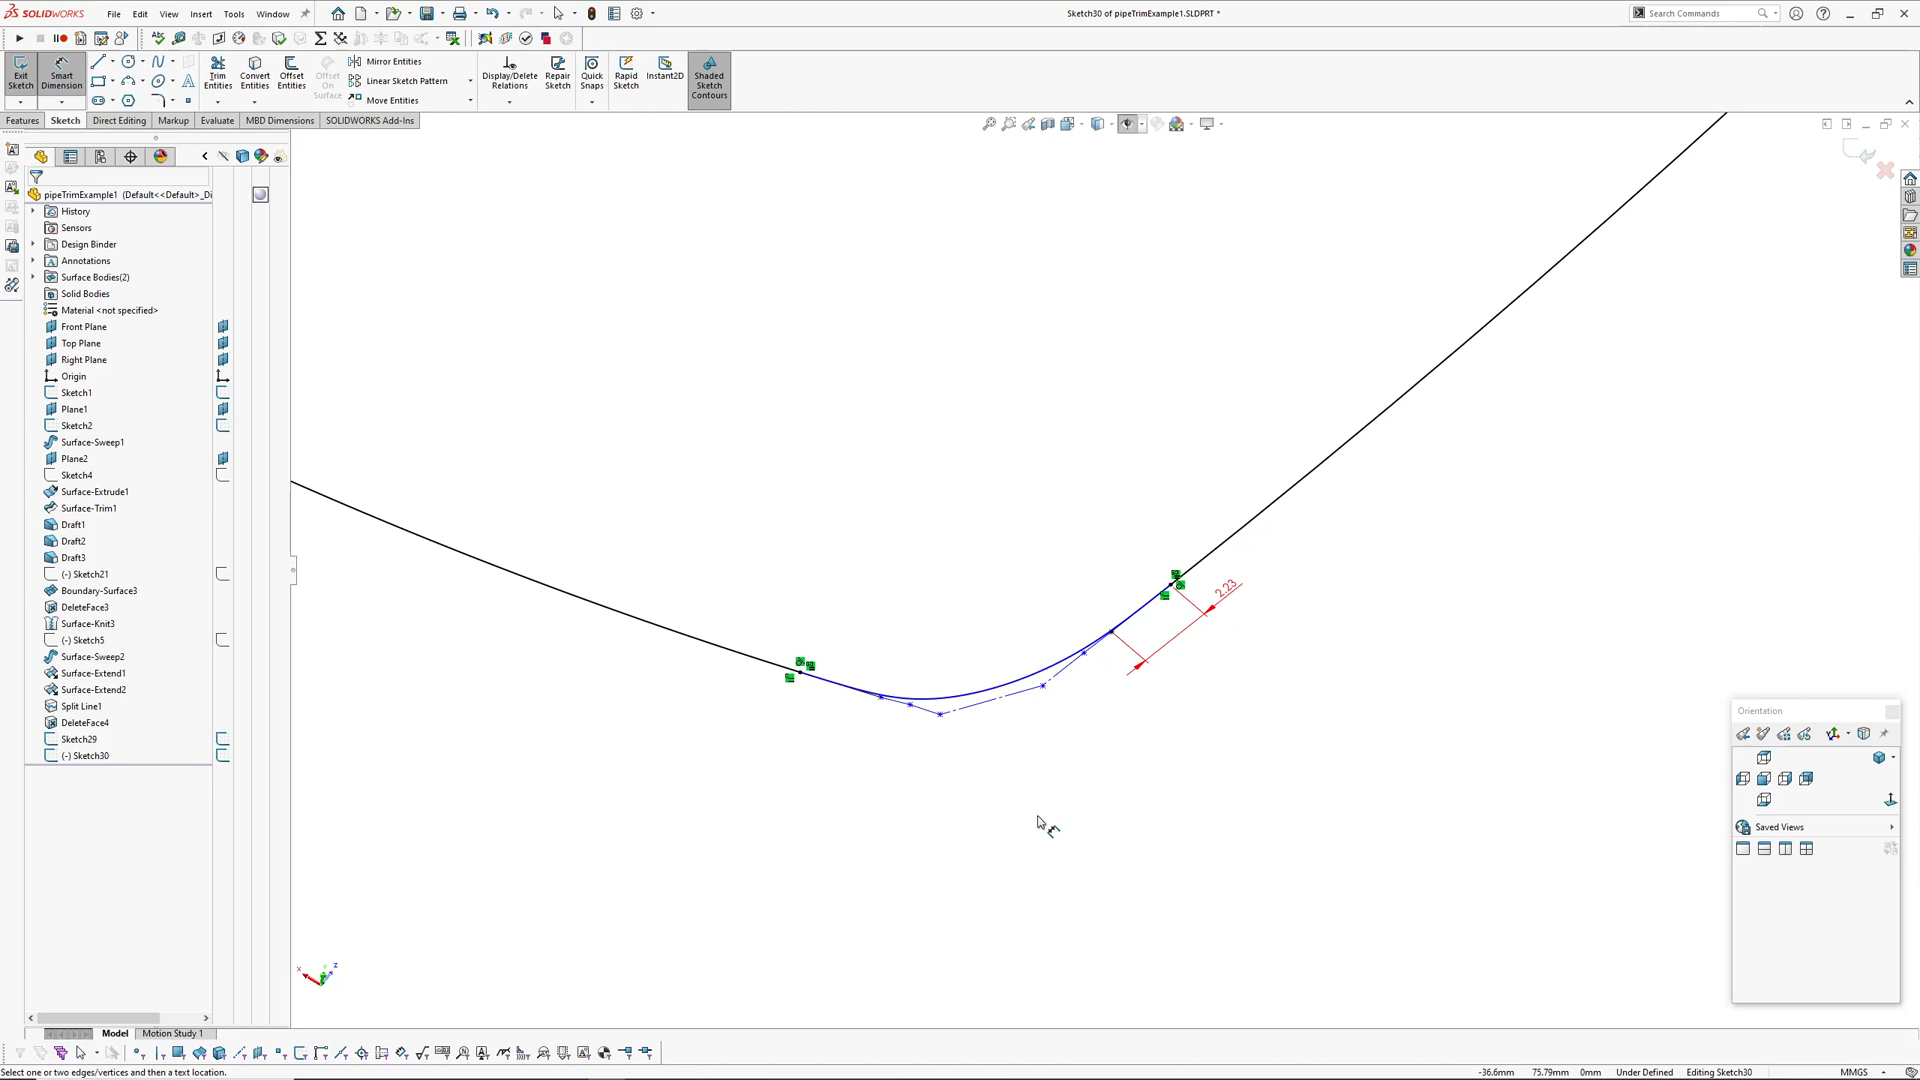 SOLIDWORKS
File
Edit
View
Insert
Tools
Window
Sketch30 of pipeTrimExample1.SLDPRT *
Search Commands
Exit Sketch
Smart Dimension
Trim Entities
Convert Entities
Offset Entities
Offset On Surface
Mirror Entities
Linear Sketch Pattern
Move Entities
Display/Delete Relations
Repair Sketch
Quick Snaps
Rapid Sketch
Instant2D
Shaded Sketch Contours
Features
Sketch
Direct Editing
Markup
Evaluate
MBD Dimensions
SOLIDWORKS Add-Ins
pipeTrimExample1 (Default<<Default>_Di
History
Sensors
Design Binder
Annotations
Surface Bodies(2)
Solid Bodies
Material <not specified>
Front Plane
Top Plane
Right Plane
Origin
Sketch1
Plane1
Sketch2
Surface-Sweep1
Plane2
Sketch4
Surface-Extrude1
Surface-Trim1
Draft1
Draft2
Draft3
(-) Sketch21
Boundary-Surface3
DeleteFace3
Surface-Knit3
(-) Sketch5
Surface-Sweep2
Surface-Extend1
Surface-Extend2
Split Line1
DeleteFace4
Sketch29
(-) Sketch30
2.23
Orientation
Saved Views
x
z
Model
Motion Study 1
Select one or two edges/vertices and then a text location.
-36.6mm
75.79mm
0mm
Under Defined
Editing Sketch30
MMGS